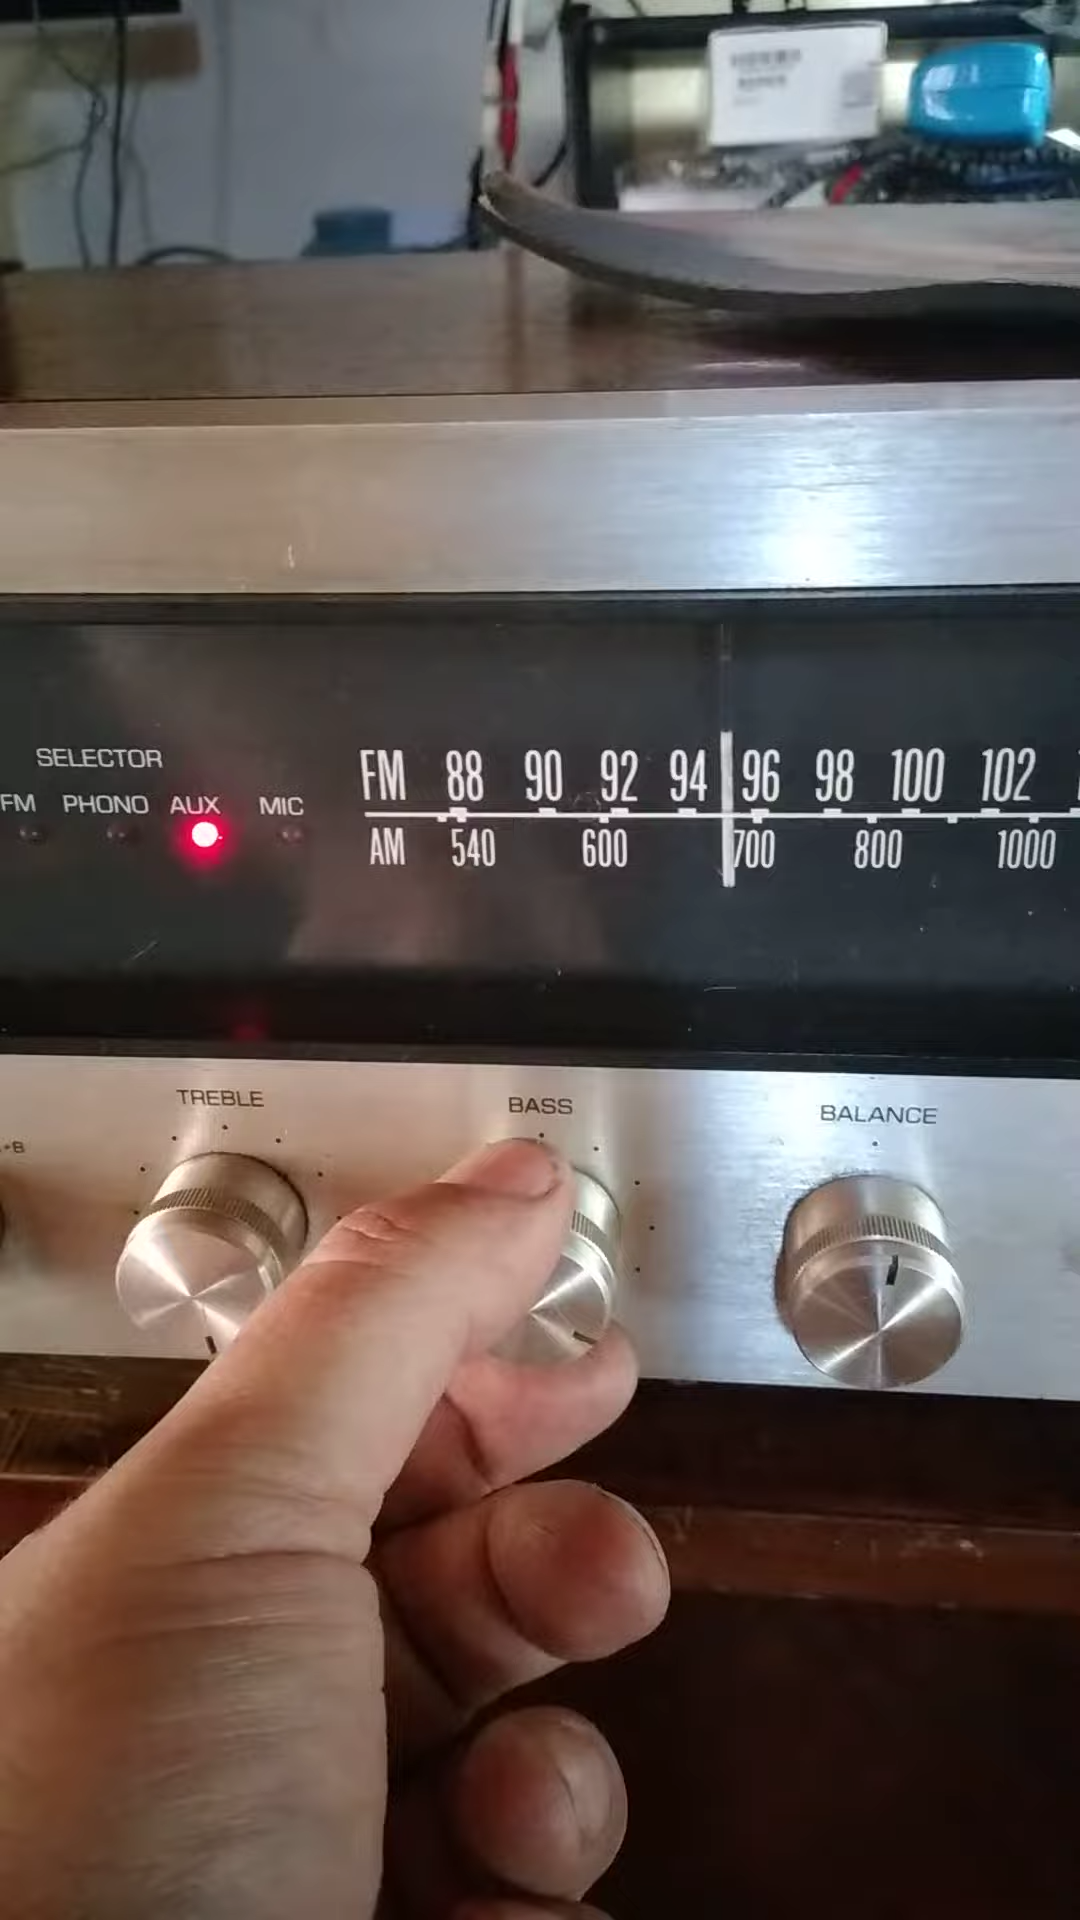 SELECTOR
FM PHONO AUX MIC
FM 88 90 92 94 96 98 100 102
AM 540 600 700 800 1000
TREBLE BASS BALANCE
+B